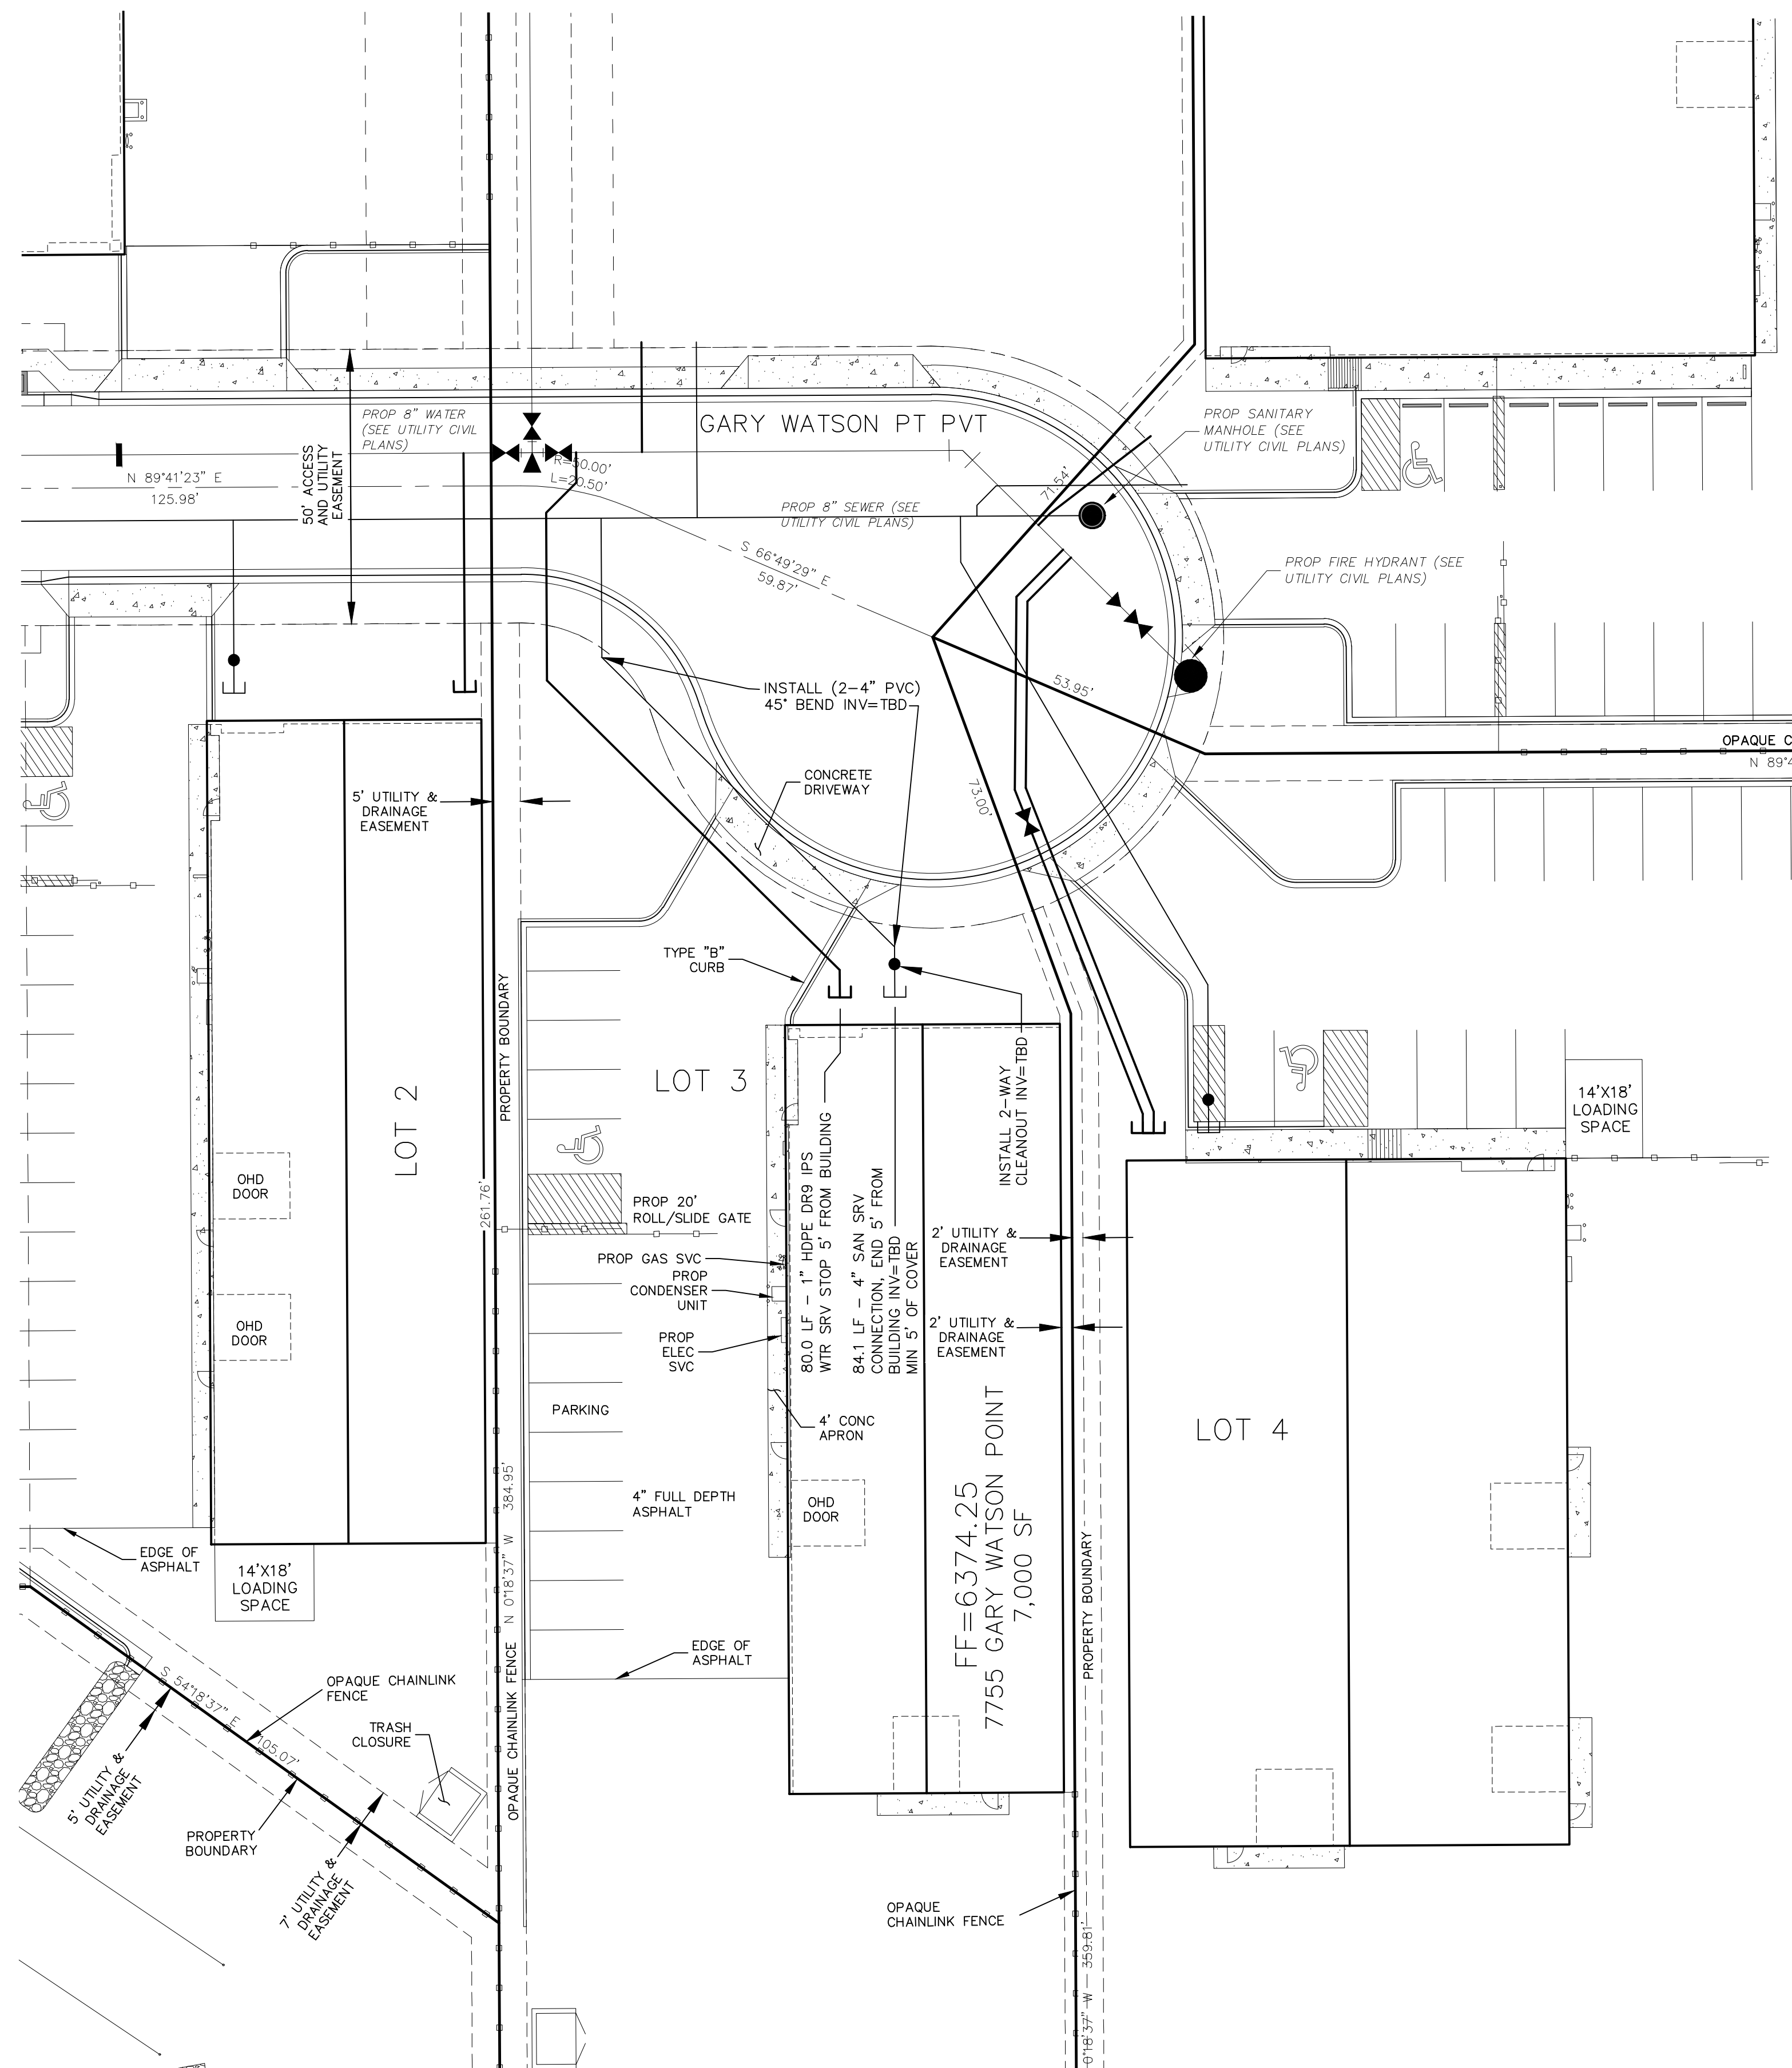 GARY WATSON PT PVT
PROP 8" WATER
(SEE UTILITY CIVIL
PLANS)
PROP SANITARY
MANHOLE (SEE
UTILITY CIVIL PLANS)
R=50.00'
L=20.50'
N 89°41'23" E
125.98'
50' ACCESS
AND UTILITY
EASEMENT
71.54'
PROP 8" SEWER (SEE
UTILITY CIVIL PLANS)
S 66°49'29" E
59.87'
PROP FIRE HYDRANT (SEE
UTILITY CIVIL PLANS)
53.95'
INSTALL (2-4" PVC)
45° BEND INV=TBD
OPAQUE C
N 89°4
CONCRETE
DRIVEWAY
73.00'
5' UTILITY &
DRAINAGE
EASEMENT
TYPE "B"
CURB
PROPERTY BOUNDARY
LOT 3
LOT 2
INSTALL 2-WAY
CLEANOUT INV=TBD
14'X18'
LOADING
SPACE
80.0 LF - 1" HDPE DR9 IPS
WTR SRV STOP 5' FROM BUILDING
84.1 LF - 4" SAN SRV
CONNECTION, END 5' FROM
BUILDING INV=TBD
MIN 5' OF COVER
OHD
DOOR
261.76'
PROP 20'
ROLL/SLIDE GATE
2' UTILITY &
DRAINAGE
EASEMENT
PROP GAS SVC
PROP
CONDENSER
UNIT
OHD
DOOR
PROP
ELEC
SVC
2' UTILITY &
DRAINAGE
EASEMENT
PARKING
4' CONC
APRON
LOT 4
FF=6374.25
7755 GARY WATSON POINT
7,000 SF
N 0°18'37" W 384.95'
4" FULL DEPTH
ASPHALT
OHD
DOOR
PROPERTY BOUNDARY
EDGE OF
ASPHALT
14'X18'
LOADING
SPACE
EDGE OF
ASPHALT
OPAQUE CHAINLINK FENCE
S 54°18'37" E
105.07'
OPAQUE CHAINLINK
FENCE
TRASH
CLOSURE
5' UTILITY &
DRAINAGE
EASEMENT
PROPERTY
BOUNDARY
7' UTILITY &
DRAINAGE
EASEMENT
OPAQUE
CHAINLINK FENCE
0°18'37" W 359.81'